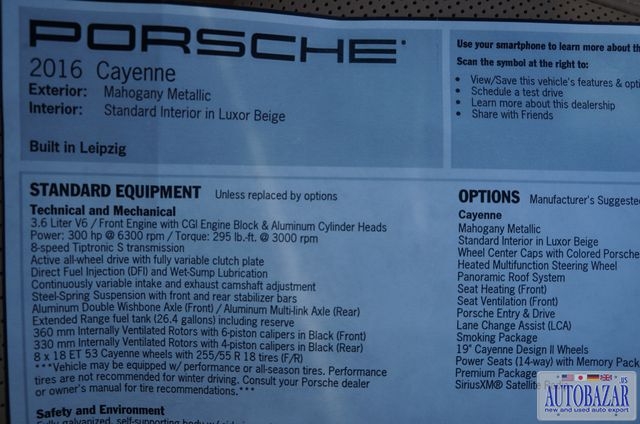 PORSCHE
2016 Cayenne
Exterior: Mahogany Metallic
Interior: Standard Interior in Luxor Beige
Built in Leipzig
Use your smartphone to learn more about
Scan the symbol at the right to:
• View/Save this vehicle's features &
• Schedule a test drive
• Learn more about this dealership
• Share with Friends
STANDARD EQUIPMENT Unless replaced by options
Technical and Mechanical
3.6 Liter V6 / Front Engine with CGI Engine Block & Aluminum Cylinder Heads
Power: 300 hp @ 6300 rpm / Torque: 295 lb.-ft. @ 3000 rpm
8-speed Tiptronic S transmission
Active all-wheel drive with fully variable clutch plate
Direct Fuel Injection (DFI) and Wet-Sump Lubrication
Continuously variable intake and exhaust camshaft adjustment
Steel-Spring Suspension with front and rear stabilizer bars
Aluminum Double Wishbone Axle (Front) / Aluminum Multi-link Axle (Rear)
Extended Range fuel tank (26.4 gallons) including reserve
360 mm Internally Ventilated Rotors with 6-piston calipers in Black (Front)
330 mm Internally Ventilated Rotors with 4-piston calipers in Black (Rear)
8 x 18 ET 53 Cayenne wheels with 255/55 R 18 tires (F/R)
***Vehicle may be equipped w/ performance or all-season tires. Performance
tires are not recommended for winter driving. Consult your Porsche dealer
or owner's manual for tire recommendations.***
Safety and Environment
Fully galvanized, self-supporting body w/
OPTIONS Manufacturer's Suggested
Cayenne
Mahogany Metallic
Standard Interior in Luxor Beige
Wheel Center Caps with Colored Porsche
Heated Multifunction Steering Wheel
Panoramic Roof System
Seat Heating (Front)
Seat Ventilation (Front)
Porsche Entry & Drive
Lane Change Assist (LCA)
Smoking Package
19" Cayenne Design II Wheels
Power Seats (14-way) with Memory Pack
Premium Package
SiriusXM® Satellite
AUTOBAZAR.US
new and used auto export